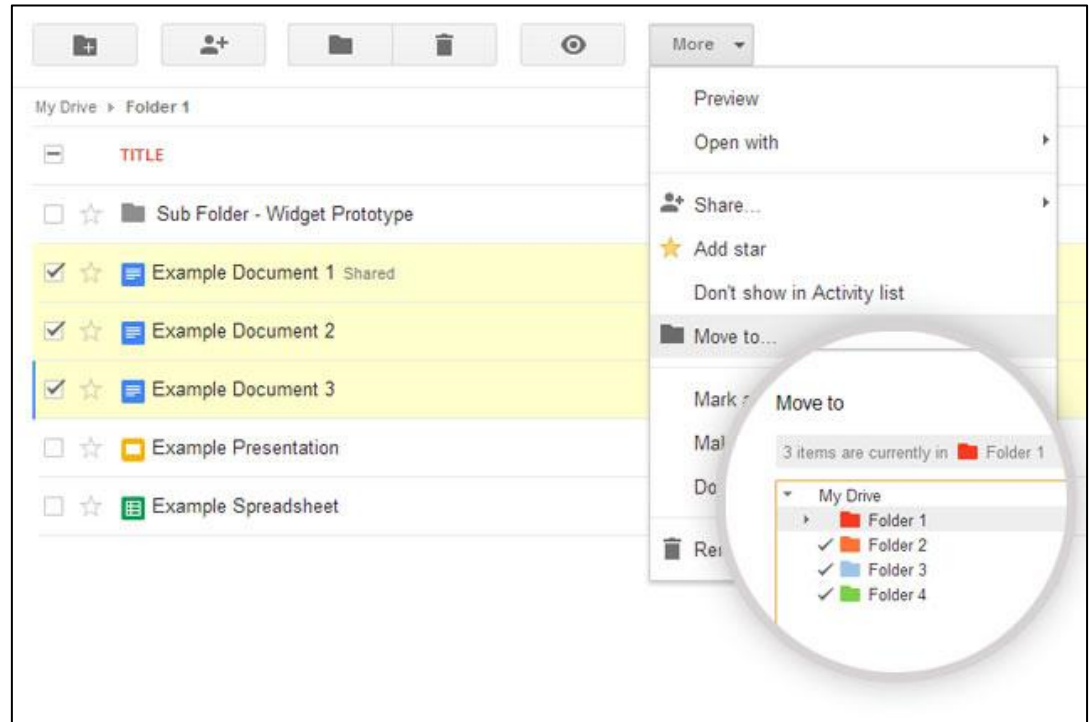 More
My Drive Folder 1
TITLE
Sub Folder - Widget Prototype
Example Document 1 Shared
Example Document 2
Example Document 3
Example Presentation
Example Spreadsheet
Preview
Open with
Share...
Add star
Don't show in Activity list
Move to...
Mark
Move to
3 items are currently in Folder 1
My Drive
Folder 1
Folder 2
Folder 3
Folder 4